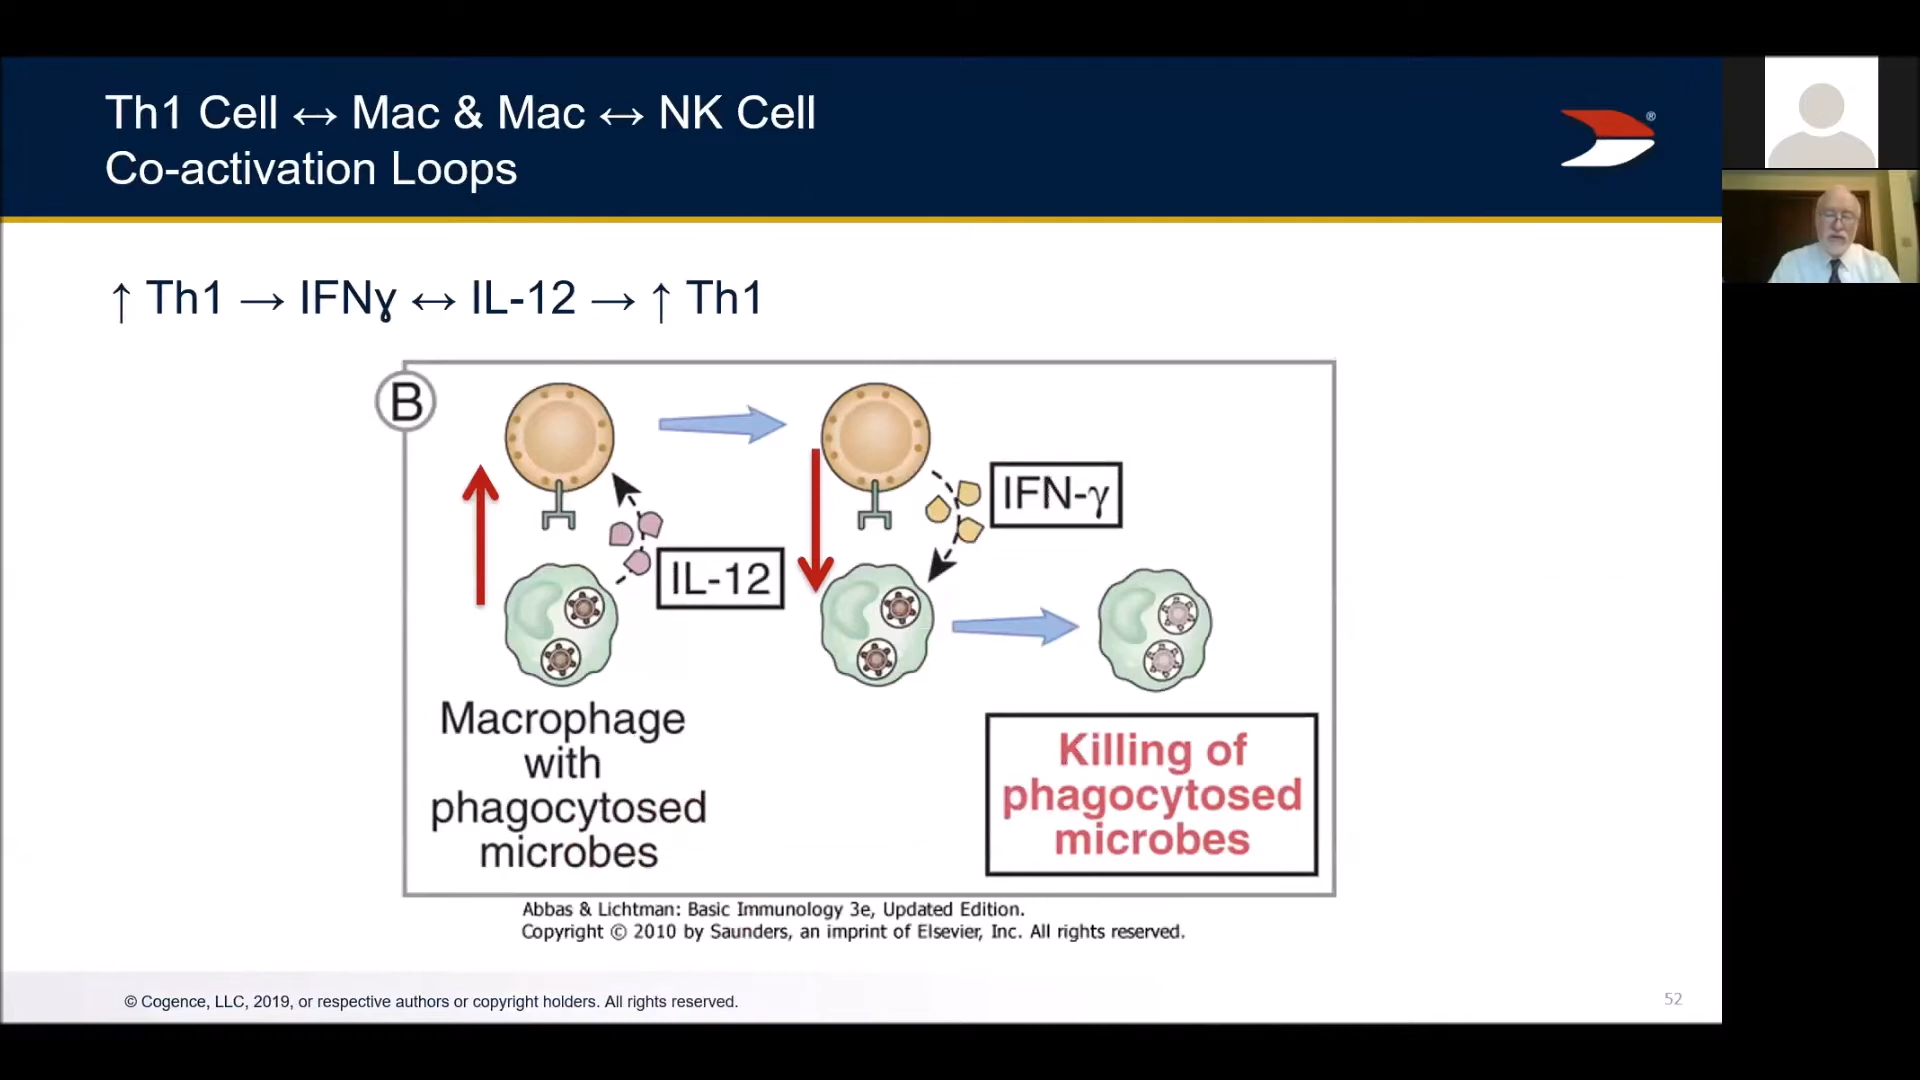 Th1 Cell ↔ Mac & Mac ↔ NK Cell
Co-activation Loops
®
↑ Th1 → IFNɣ ↔ IL-12 → ↑ Th1
B
IFN-γ
IL-12
Macrophage
with
phagocytosed
microbes
Killing of
phagocytosed
microbes
Abbas & Lichtman: Basic Immunology 3e, Updated Edition.
Copyright © 2010 by Saunders, an imprint of Elsevier, Inc. All rights reserved.
© Cogence, LLC, 2019, or respective authors or copyright holders. All rights reserved.
52